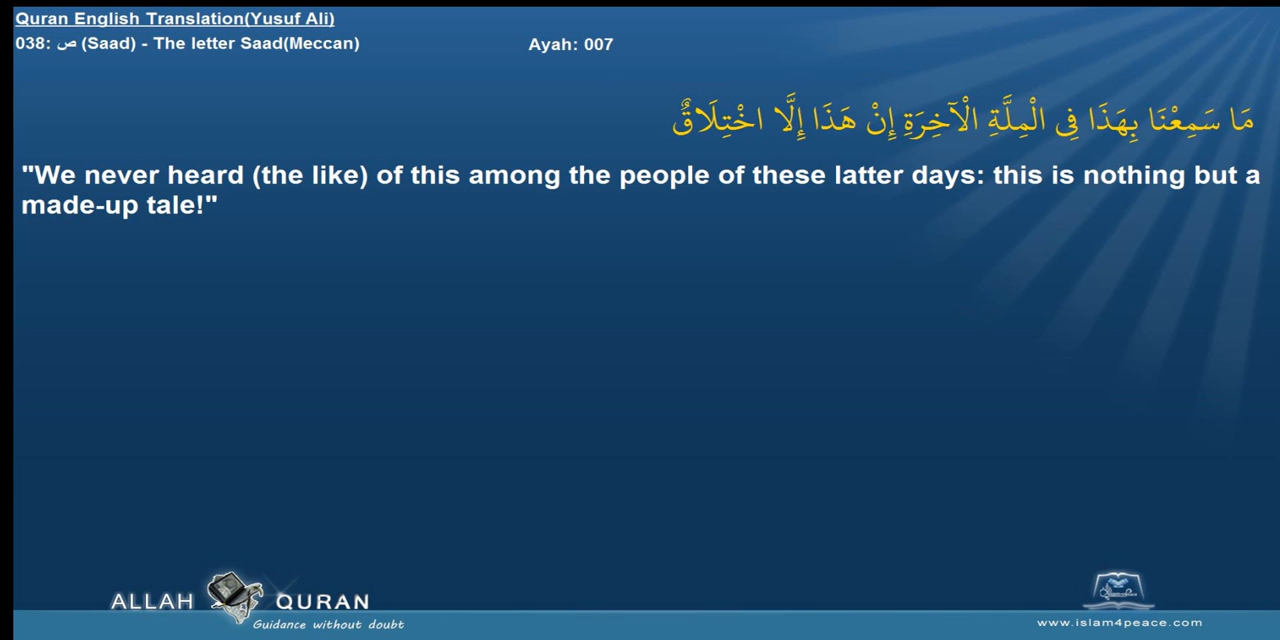 Quran English Translation(Yusuf Ali)
038: ص (Saad) - The letter Saad(Meccan) Ayah: 007
مَا سَمِعْنَا بِهَذَا فِي الْمِلَّةِ الْآخِرَةِ إِنْ هَذَا إِلَّا اخْتِلَاقٌ
"We never heard (the like) of this among the people of these latter days: this is nothing but a
made-up tale!"
ALLAH QURAN
Guidance without doubt
www.islam4peace.com